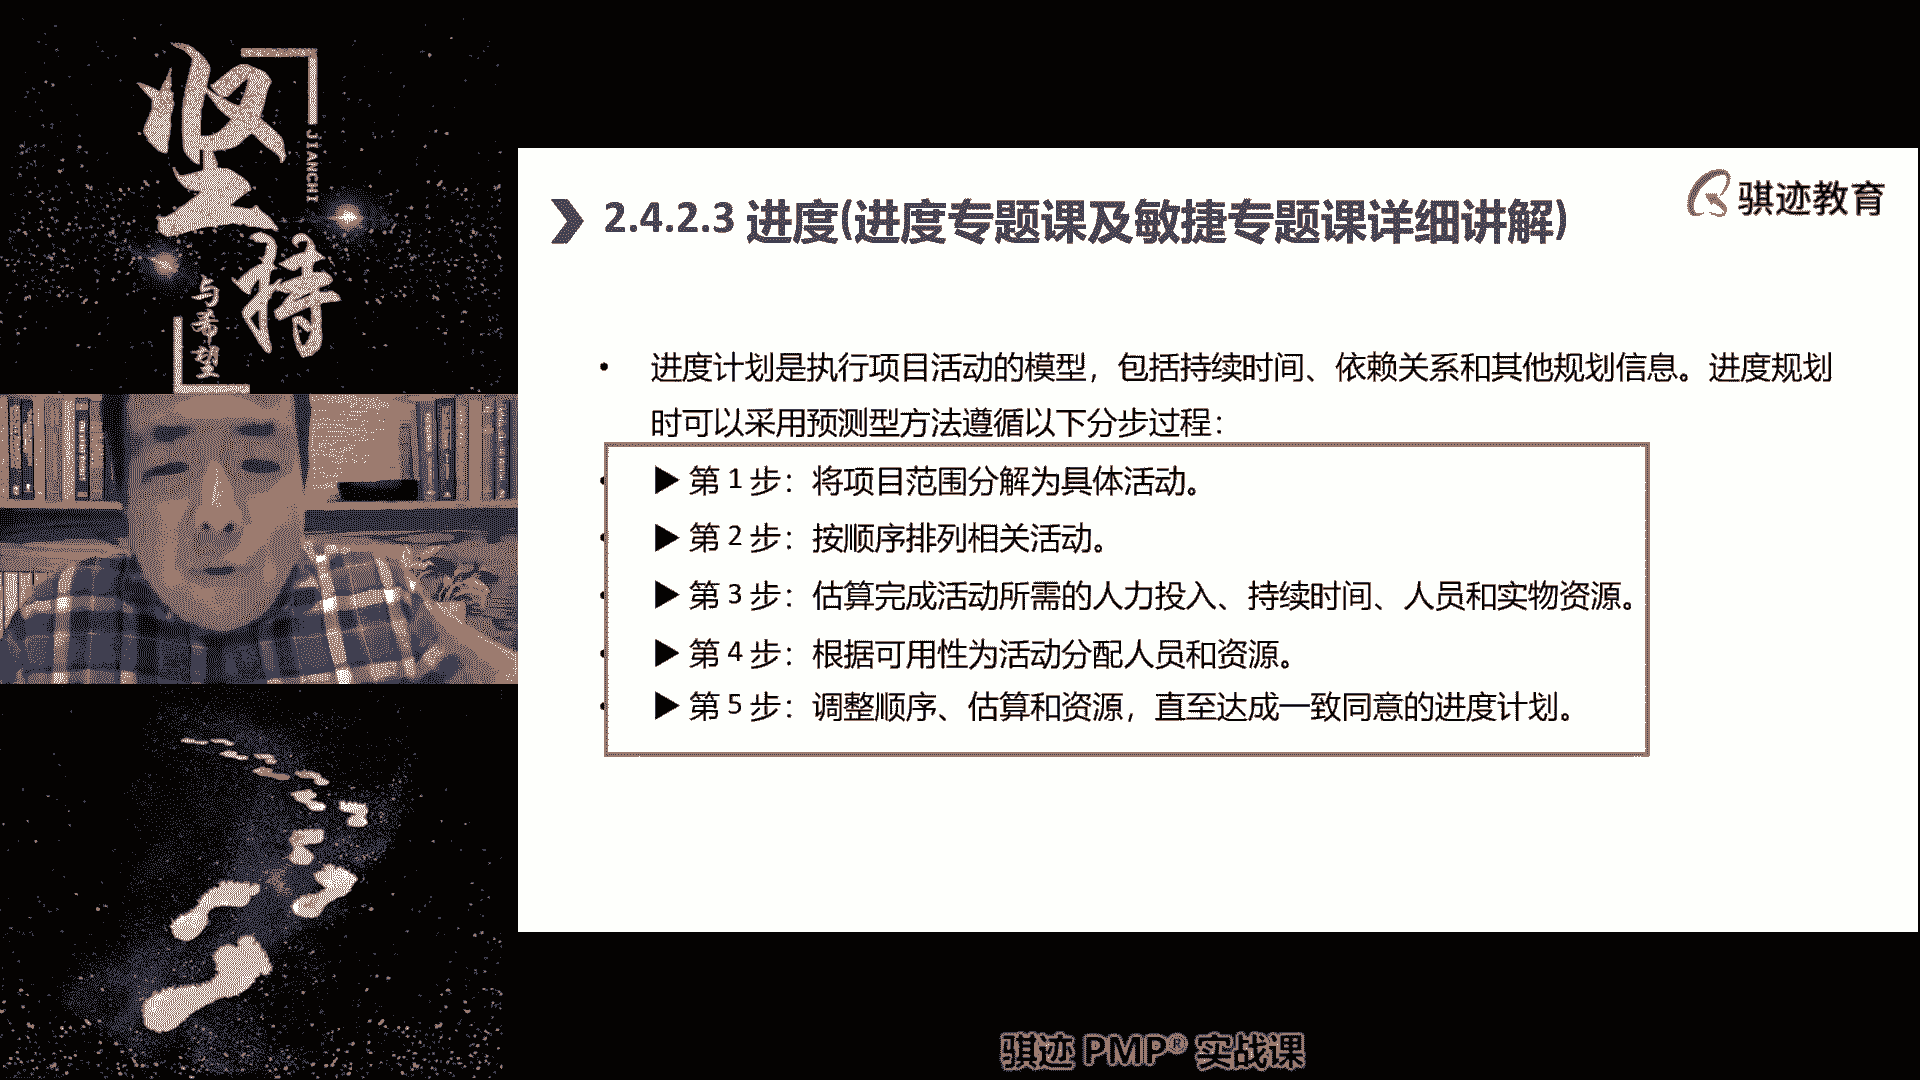 坚持
JIANCHI
与希望
骐迹教育
2.4.2.3 进度(进度专题课及敏捷专题课详细讲解)
• 进度计划是执行项目活动的模型，包括持续时间、依赖关系和其他规划信息。进度规划
时可以采用预测型方法遵循以下分步过程：
▶ 第 1 步：将项目范围分解为具体活动。
▶ 第 2 步：按顺序排列相关活动。
▶ 第 3 步：估算完成活动所需的人力投入、持续时间、人员和实物资源。
▶ 第 4 步：根据可用性为活动分配人员和资源。
▶ 第 5 步：调整顺序、估算和资源，直至达成一致同意的进度计划。
骐迹 PMP® 实战课